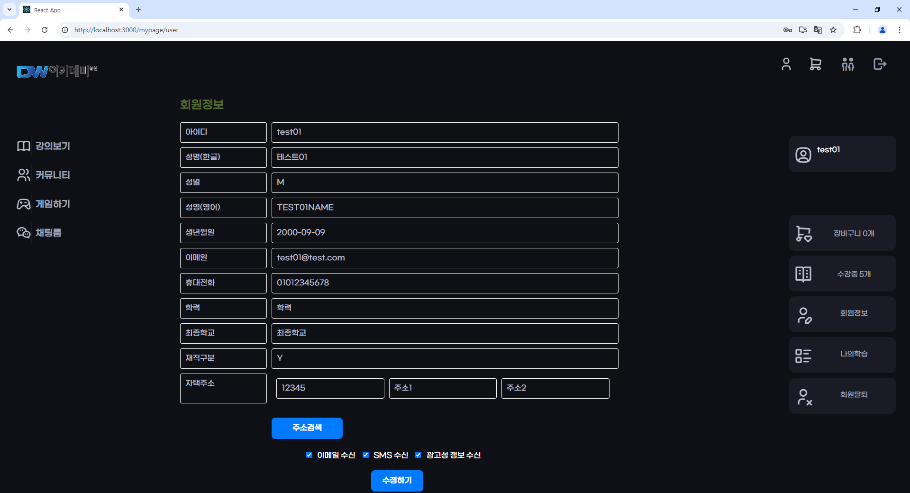 React App
http://localhost:3000/mypage/user
DW아카데미
회원정보
강의보기
커뮤니티
게임하기
채팅룸
아이디 test01
성명(한글) 테스트01
성별 M
성명(영어) TEST01NAME
생년월일 2000-09-09
이메일 test01@test.com
휴대전화 01012345678
학력 학력
최종학교 최종학교
재직구분 Y
자택주소 12345 주소1 주소2
주소검색
이메일 수신 SMS 수신 광고성 정보 수신
수정하기
test01
장바구니 0개
수강중 5개
회원정보
나의학습
회원탈퇴